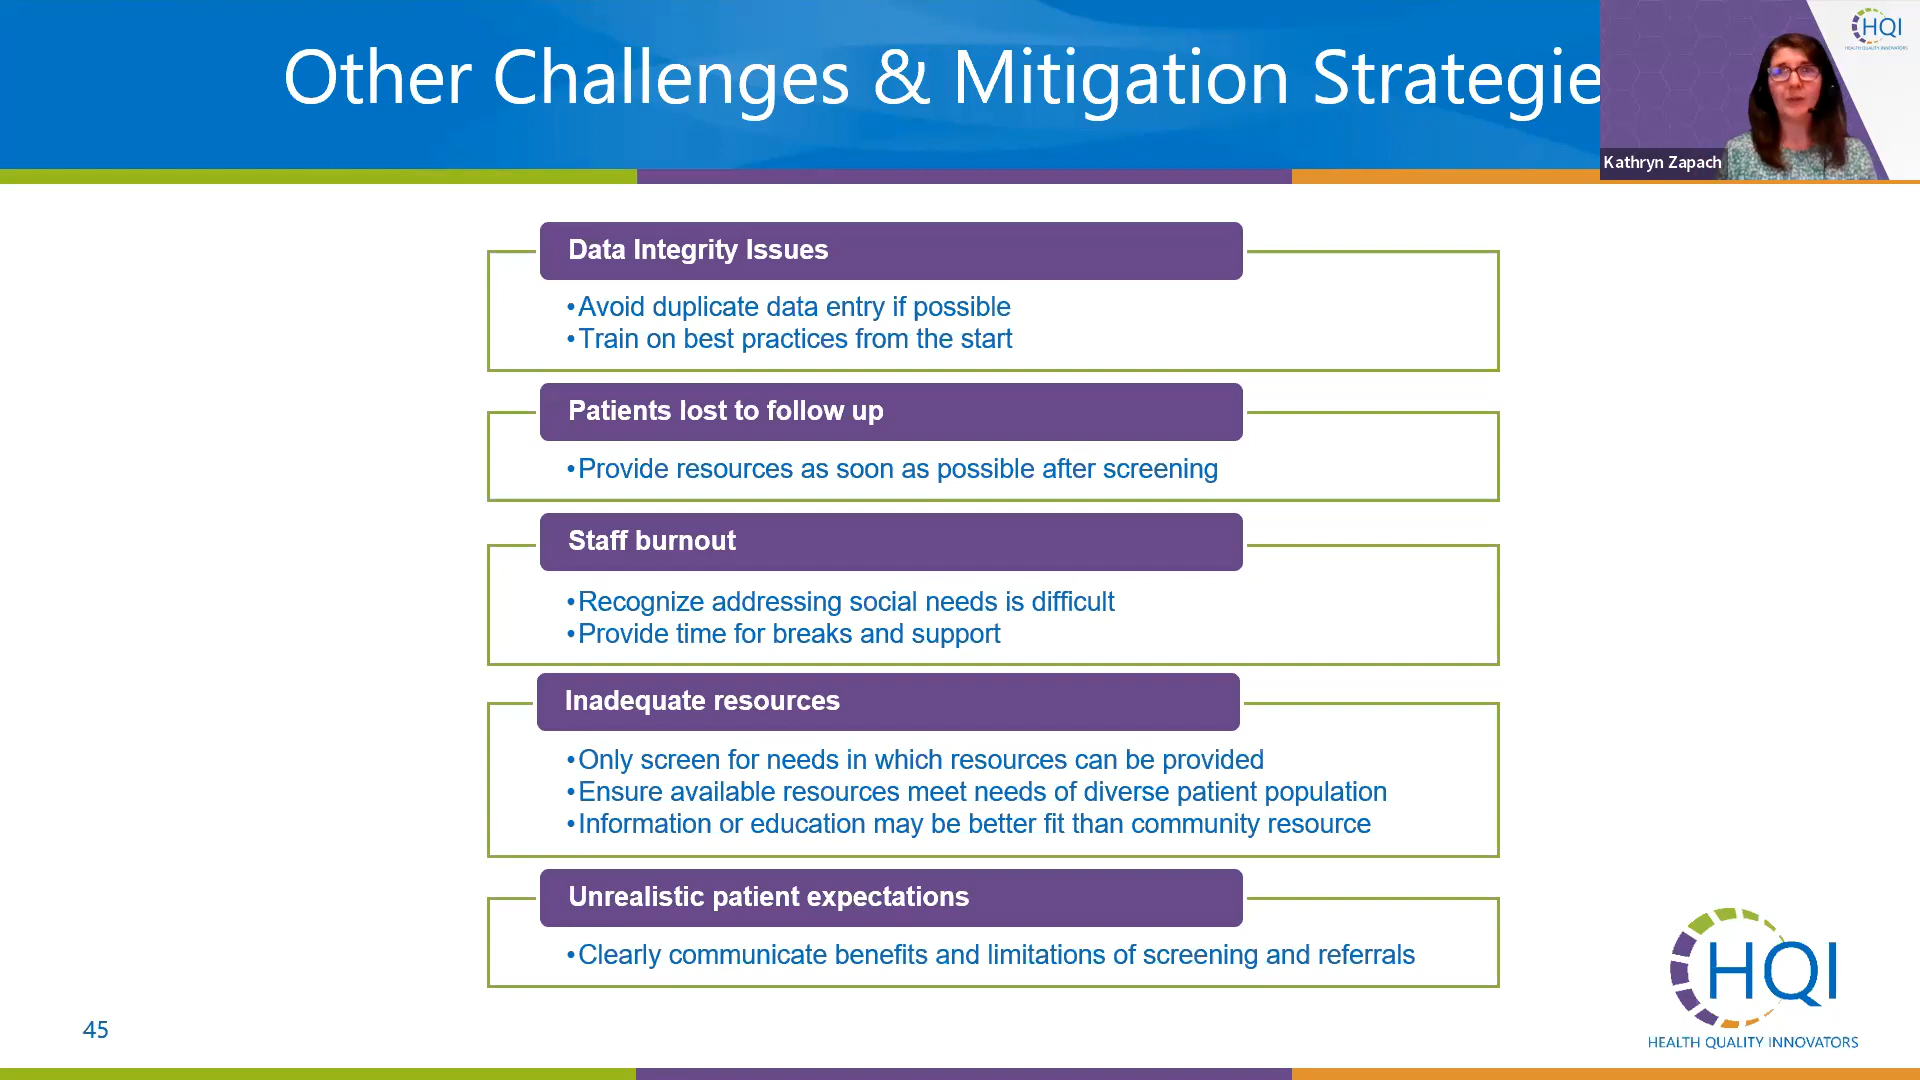 Other Challenges & Mitigation Strategie
HQI
HEALTH QUALITY INNOVATORS
Kathryn Zapach
Data Integrity Issues
•Avoid duplicate data entry if possible
•Train on best practices from the start
Patients lost to follow up
•Provide resources as soon as possible after screening
Staff burnout
•Recognize addressing social needs is difficult
•Provide time for breaks and support
Inadequate resources
•Only screen for needs in which resources can be provided
•Ensure available resources meet needs of diverse patient population
•Information or education may be better fit than community resource
Unrealistic patient expectations
•Clearly communicate benefits and limitations of screening and referrals
45
HQI
HEALTH QUALITY INNOVATORS